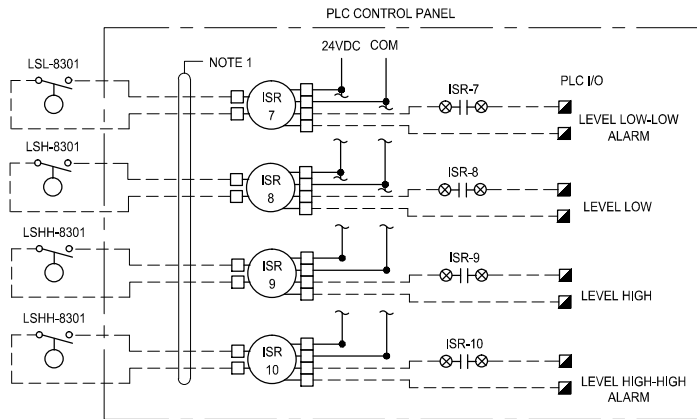 PLC CONTROL PANEL
24VDC COM
LSL-8301
NOTE 1
ISR
7
ISR-7
PLC I/O
LEVEL LOW-LOW
ALARM
LSH-8301
ISR
8
ISR-8
LEVEL LOW
LSHH-8301
ISR
9
ISR-9
LEVEL HIGH
LSHH-8301
ISR
10
ISR-10
LEVEL HIGH-HIGH
ALARM